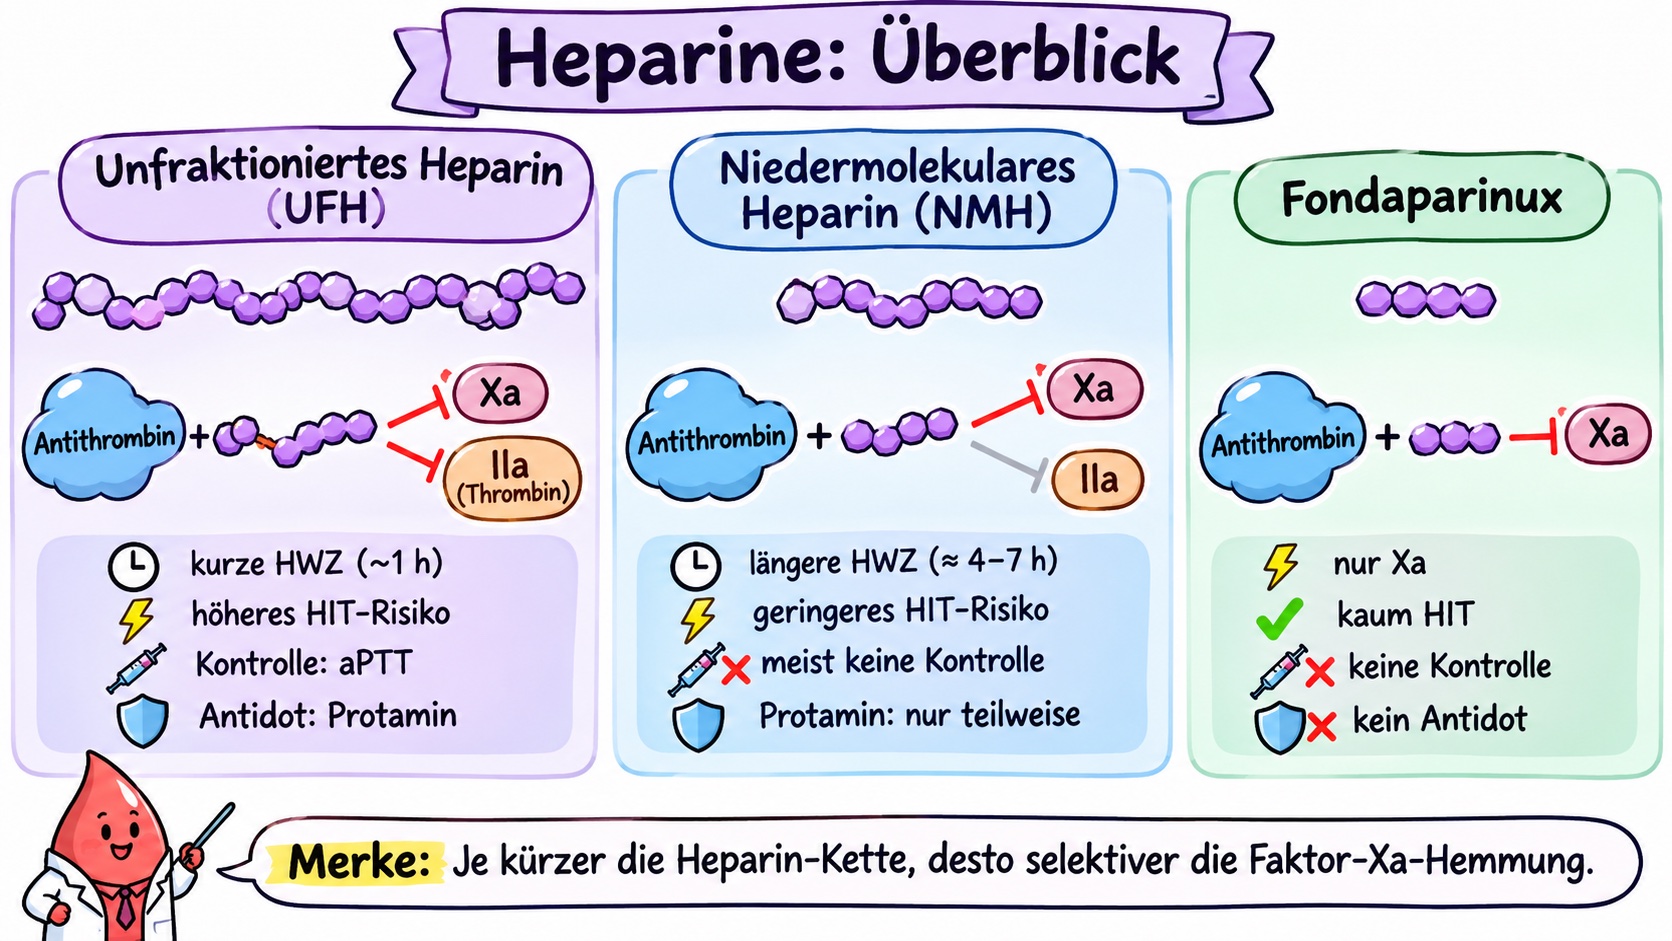 Heparine: Überblick
Unfraktioniertes Heparin
(UFH)
Antithrombin
+
Xa
IIa
(Thrombin)
kurze HWZ (~1 h)
höheres HIT-Risiko
Kontrolle: aPTT
Antidot: Protamin
Niedermolekulares
Heparin (NMH)
Antithrombin
+
Xa
IIa
längere HWZ (≈ 4–7 h)
geringeres HIT-Risiko
meist keine Kontrolle
Protamin: nur teilweise
Fondaparinux
Antithrombin
+
Xa
nur Xa
kaum HIT
keine Kontrolle
kein Antidot
Merke: Je kürzer die Heparin-Kette, desto selektiver die Faktor-Xa-Hemmung.